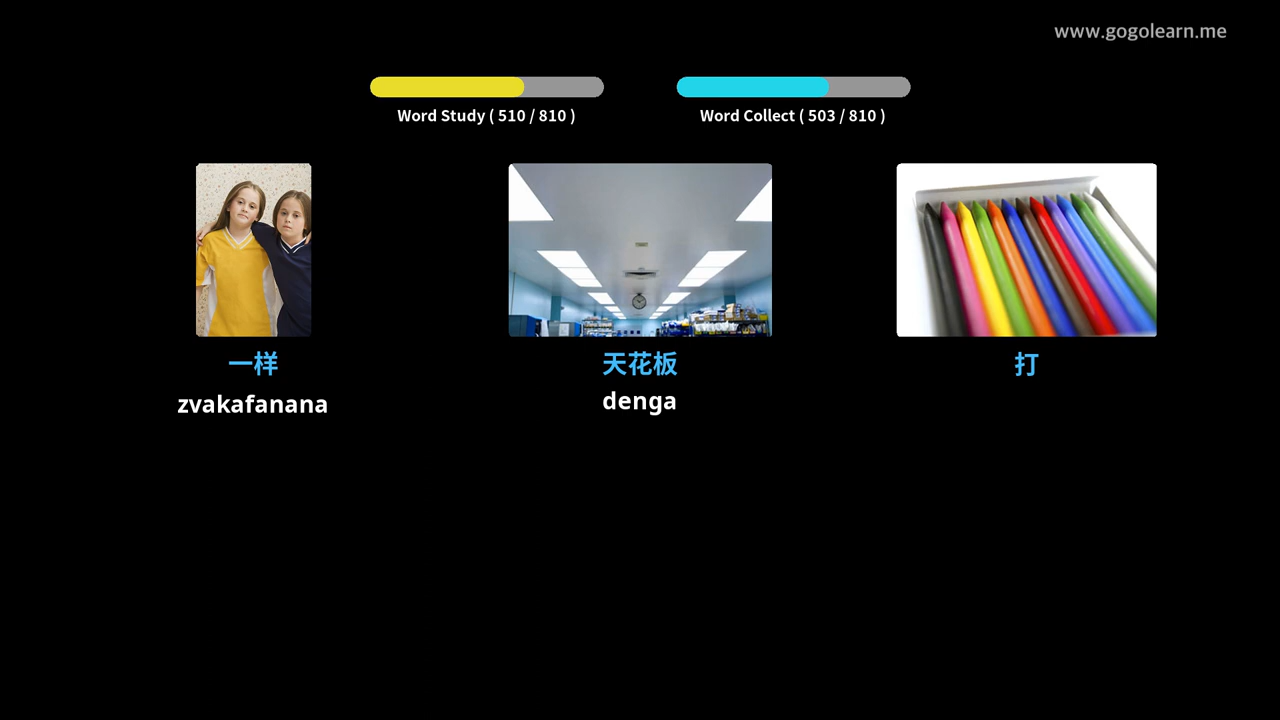 www.gogolearn.me
Word Study ( 510 / 810 )
Word Collect ( 503 / 810 )
一样
天花板
打
zvakafanana
denga